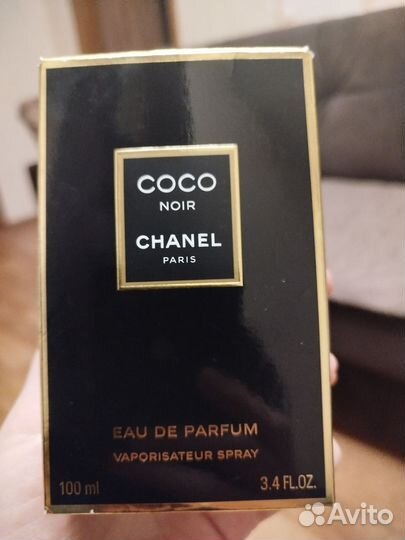 COCO
NOIR
CHANEL
PARIS
EAU DE PARFUM
VAPORISATEUR SPRAY
100 ml 3.4 FL.OZ.
Avito